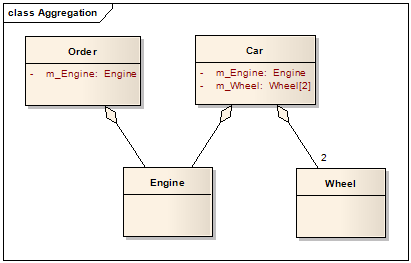 class Aggregation
Order
- m_Engine: Engine
Car
- m_Engine: Engine
- m_Wheel: Wheel[2]
2
Engine
Wheel